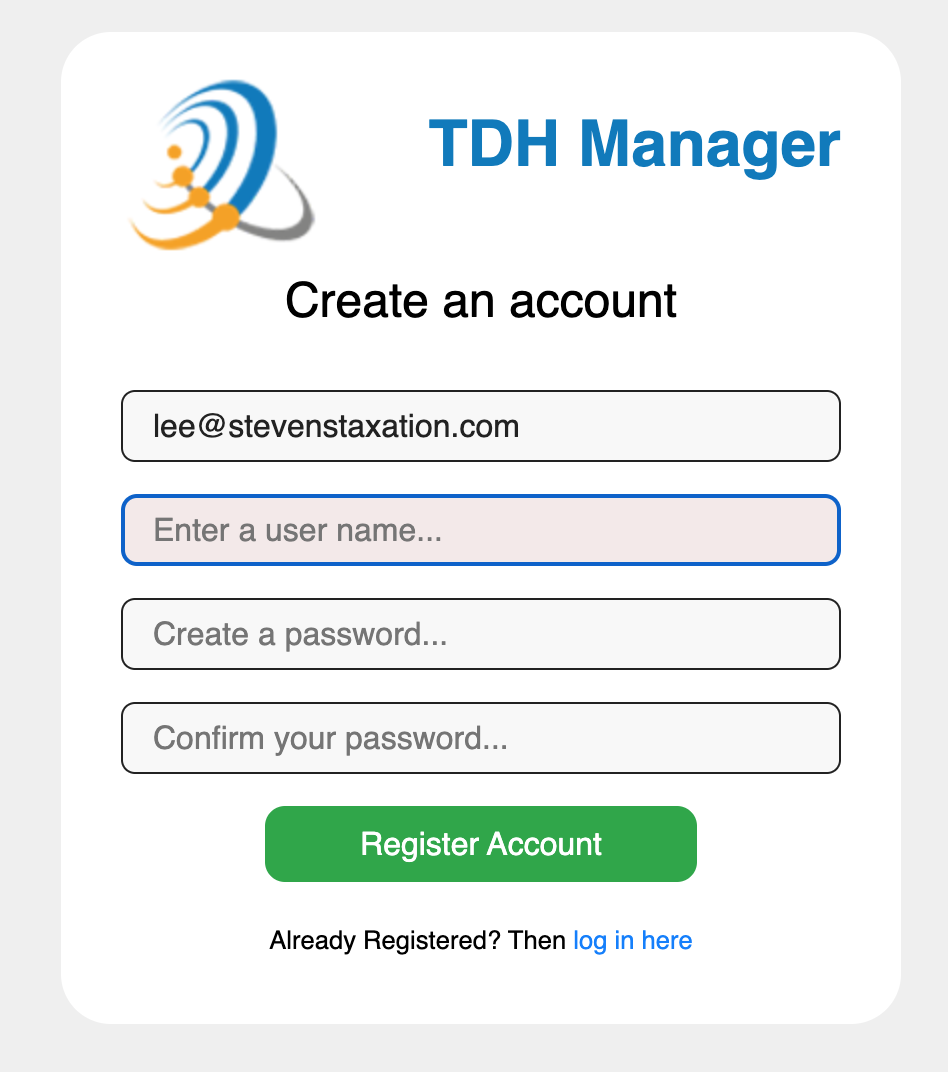 TDH Manager
Create an account
lee@stevenstaxation.com
Enter a user name...
Create a password...
Confirm your password...
Register Account
Already Registered? Then log in here